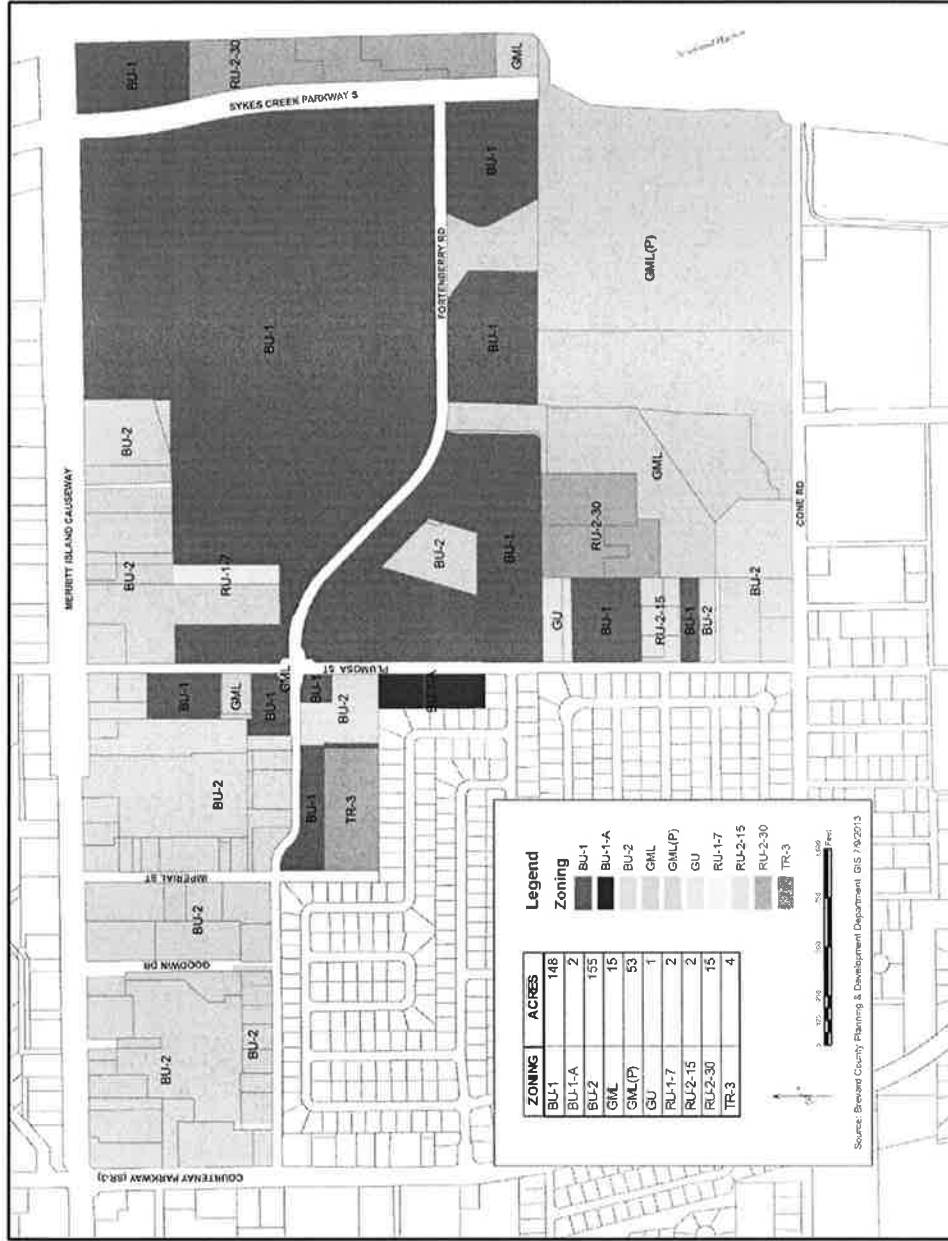 MERRITT ISLAND CAUSEWAY
SYKES CREEK PARKWAY S
FORTENBERRY RD
PLUMOSA ST
IMPERIAL ST
GOODWIN DR
COURTENAY PARKWAY (SR-3)
CONE RD
BU-2
BU-2
BU-2
BU-2
BU-2
BU-1
GML
BU-1
GML
BU-1
BU-2
BU-1
TR-3
BU-2
BU-2
RU-1-7
BU-1
BU-1
RU-2-30
GML
BU-2
BU-1
BU-1
BU-1
GML(P)
GML
RU-2-30
GU
BU-1
RU-2-15
BU-1
BU-2
BU-2
ZONING ACRES
BU-1 148
BU-1-A 2
BU-2 155
GML 15
GML(P) 53
GU 1
RU-1-7 2
RU-2-15 2
RU-2-30 15
TR-3 4
Legend
Zoning
BU-1
BU-1-A
BU-2
GML
GML(P)
GU
RU-1-7
RU-2-15
RU-2-30
TR-3
Feet
Source: Brevard County Planning & Development Department GIS 7/9/2013